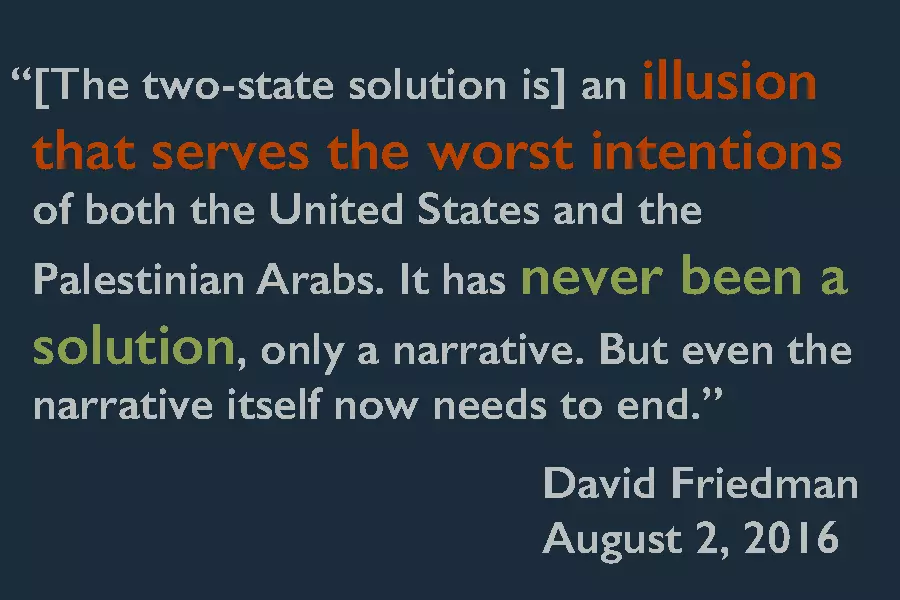 “[The two-state solution is] an illusion
that serves the worst intentions
of both the United States and the
Palestinian Arabs. It has never been a
solution, only a narrative. But even the
narrative itself now needs to end.”
David Friedman
August 2, 2016